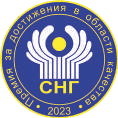 Премия за достижения в области качества
СНГ
• 2023 •